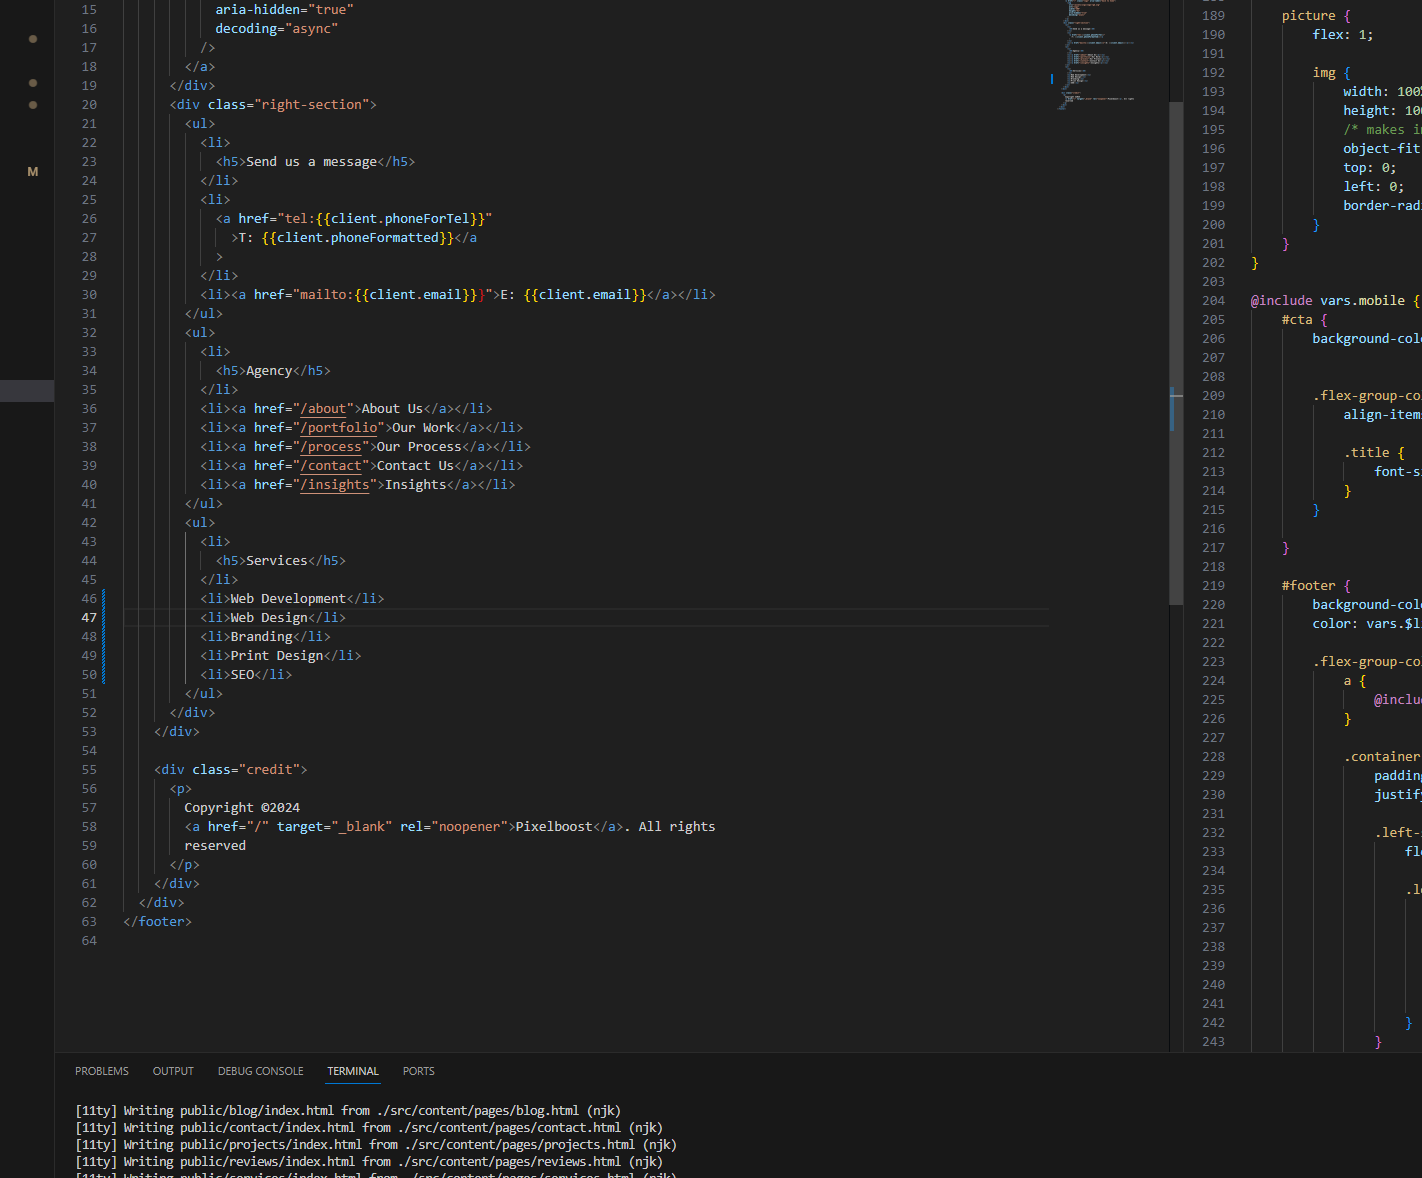 15 aria-hidden="true"
16 decoding="async"
17 />
18 </a>
19 </div>
20 <div class="right-section">
21 <ul>
22 <li>
23 <h5>Send us a message</h5>
24 </li>
25 <li>
26 <a href="tel:{{client.phoneForTel}}"
27 >T: {{client.phoneFormatted}}</a
28 >
29 </li>
30 <li><a href="mailto:{{client.email}}}">E: {{client.email}}</a></li>
31 </ul>
32 <ul>
33 <li>
34 <h5>Agency</h5>
35 </li>
36 <li><a href="/about">About Us</a></li>
37 <li><a href="/portfolio">Our Work</a></li>
38 <li><a href="/process">Our Process</a></li>
39 <li><a href="/contact">Contact Us</a></li>
40 <li><a href="/insights">Insights</a></li>
41 </ul>
42 <ul>
43 <li>
44 <h5>Services</h5>
45 </li>
46 <li>Web Development</li>
47 <li>Web Design</li>
48 <li>Branding</li>
49 <li>Print Design</li>
50 <li>SEO</li>
51 </ul>
52 </div>
53 </div>
54
55 <div class="credit">
56 <p>
57 Copyright ©2024
58 <a href="/" target="_blank" rel="noopener">Pixelboost</a>. All rights
59 reserved
60 </p>
61 </div>
62 </div>
63 </footer>
64
M
189 picture {
190 flex: 1;
191
192 img {
193 width: 100%
194 height: 10
195 /* makes i
196 object-fit
197 top: 0;
198 left: 0;
199 border-rad
200 }
201 }
202 }
203
204 @include vars.mobile {
205 #cta {
206 background-col
207
208
209 .flex-group-co
210 align-item
211
212 .title {
213 font-s
214 }
215 }
216
217 }
218
219 #footer {
220 background-col
221 color: vars.$l
222
223 .flex-group-co
224 a {
225 @inclu
226 }
227
228 .container
229 padding
230 justify
231
232 .left-
233 fl
234
235 .l
236
237
238
239
240
241
242 }
243 }
PROBLEMS OUTPUT DEBUG CONSOLE TERMINAL PORTS
[11ty] Writing public/blog/index.html from ./src/content/pages/blog.html (njk)
[11ty] Writing public/contact/index.html from ./src/content/pages/contact.html (njk)
[11ty] Writing public/projects/index.html from ./src/content/pages/projects.html (njk)
[11ty] Writing public/reviews/index.html from ./src/content/pages/reviews.html (njk)
[11ty] Writing public/services/index.html from ./src/content/pages/services.html (njk)